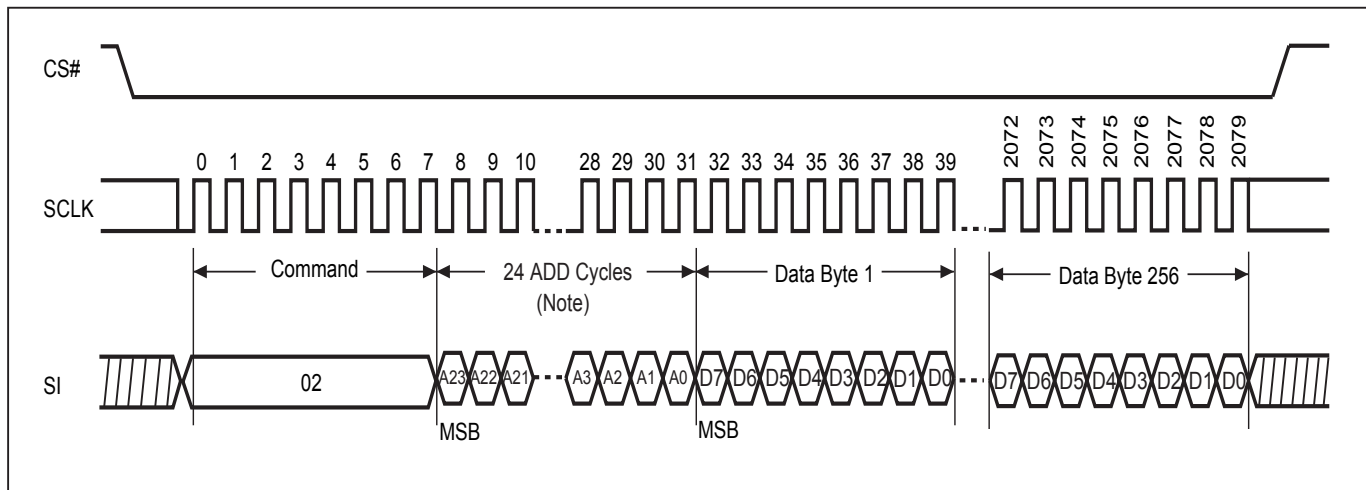 CS#
2072 2073 2074 2075 2076 2077 2078 2079
0 1 2 3 4 5 6 7 8 9 10 28 29 30 31 32 33 34 35 36 37 38 39
SCLK
Command 24 ADD Cycles Data Byte 1 Data Byte 256
(Note)
SI 02 A23 A22 A21 A3 A2 A1 A0 D7 D6 D5 D4 D3 D2 D1 D0 D7 D6 D5 D4 D3 D2 D1 D0
MSB MSB